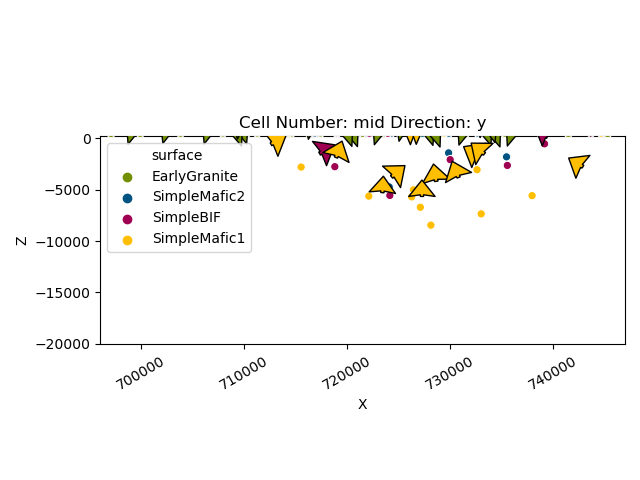 Cell Number: mid Direction: y
surface
EarlyGranite
SimpleMafic2
SimpleBIF
SimpleMafic1
Z
0
−5000
−10000
−15000
−20000
700000 710000 720000 730000 740000
X